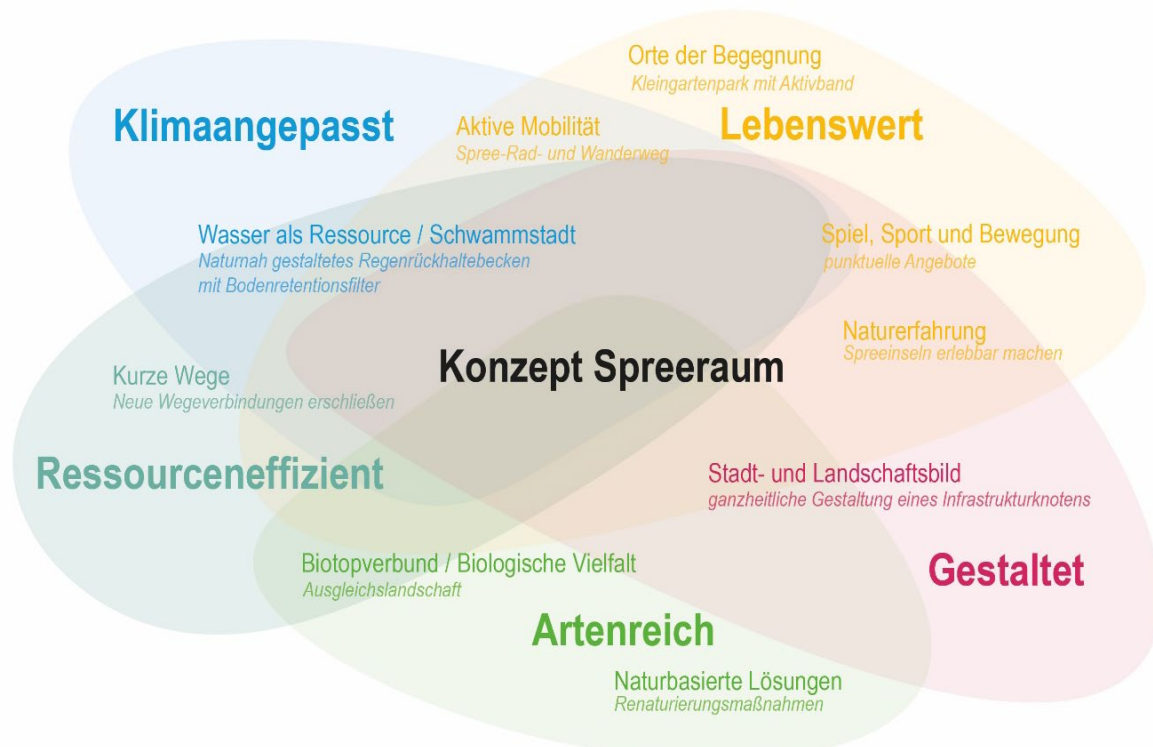 Orte der Begegnung
Kleingartenpark mit Aktivband
Klimaangepasst
Lebenswert
Aktive Mobilität
Spree-Rad- und Wanderweg
Wasser als Ressource / Schwammstadt
Naturnah gestaltetes Regenrückhaltebecken
mit Bodenretentionsfilter
Spiel, Sport und Bewegung
punktuelle Angebote
Naturerfahrung
Spreeinseln erlebbar machen
Konzept Spreeraum
Kurze Wege
Neue Wegeverbindungen erschließen
Ressourceneffizient
Stadt- und Landschaftsbild
ganzheitliche Gestaltung eines Infrastrukturknotens
Gestaltet
Biotopverbund / Biologische Vielfalt
Ausgleichslandschaft
Artenreich
Naturbasierte Lösungen
Renaturierungsmaßnahmen